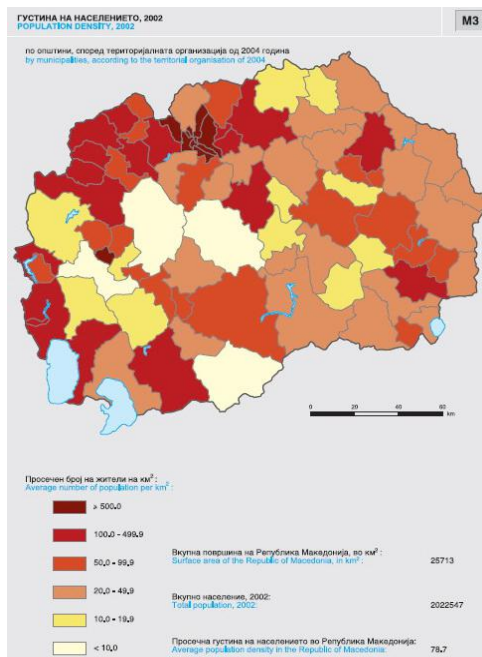 ГУСТИНА НА НАСЕЛЕНИЕТО, 2002
POPULATION DENSITY, 2002
М3
по општини, според територијалната организација од 2004 година
by municipalities, according to the territorial organisation of 2004
0 20 40 60
km
Просечен број на жители на км² :
Average number of population per km² :
≥ 500.0
100.0 - 499.9
50.0 - 99.9
20.0 - 49.9
10.0 - 19.9
< 10.0
Вкупна површина на Република Македонија, во км² :
Surface area of the Republic of Macedonia, in km² :
25713
Вкупно население, 2002:
Total population, 2002:
2022547
Просечна густина на населението во Република Македонија:
Average population density in the Republic of Macedonia:
78.7